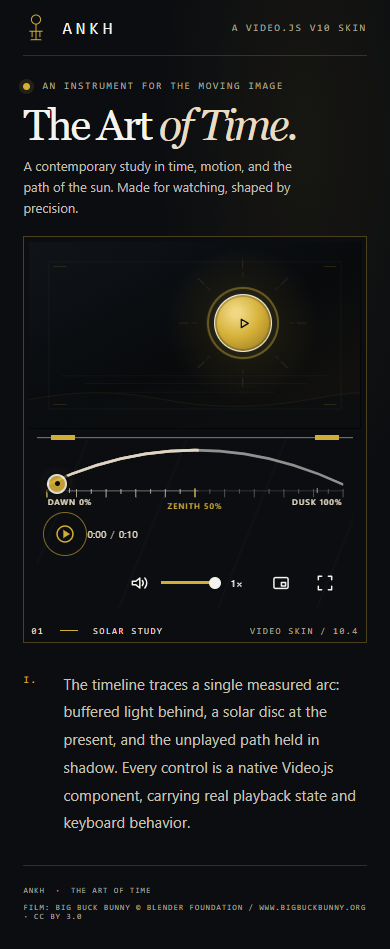 ANKH
A VIDEO.JS V10 SKIN
AN INSTRUMENT FOR THE MOVING IMAGE
The Art of Time.
A contemporary study in time, motion, and the
path of the sun. Made for watching, shaped by
precision.
DAWN 0%
ZENITH 50%
DUSK 100%
0:00 / 0:10
1×
01
SOLAR STUDY
VIDEO SKIN / 10.4
I.
The timeline traces a single measured arc:
buffered light behind, a solar disc at the
present, and the unplayed path held in
shadow. Every control is a native Video.js
component, carrying real playback state and
keyboard behavior.
ANKH · THE ART OF TIME
FILM: BIG BUCK BUNNY © BLENDER FOUNDATION / WWW.BIGBUCKBUNNY.ORG
· CC BY 3.0